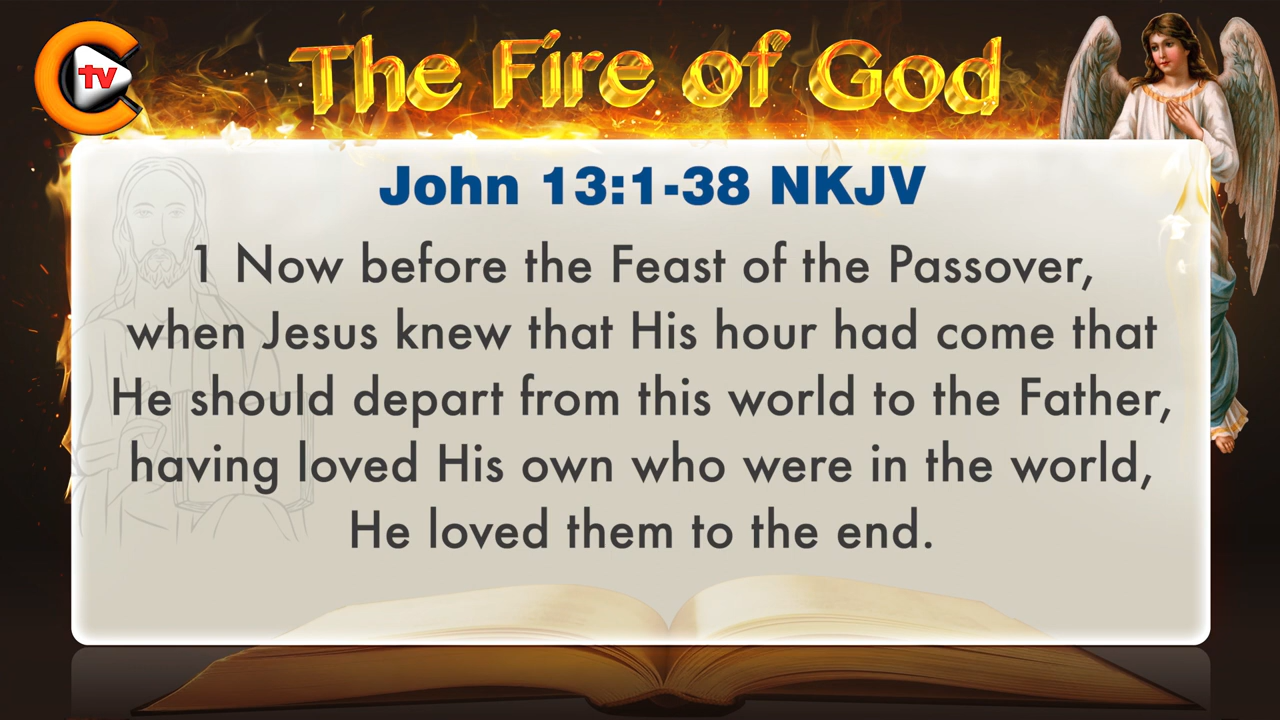 tv
The Fire of God
John 13:1-38 NKJV
1 Now before the Feast of the Passover,
when Jesus knew that His hour had come that
He should depart from this world to the Father,
having loved His own who were in the world,
He loved them to the end.